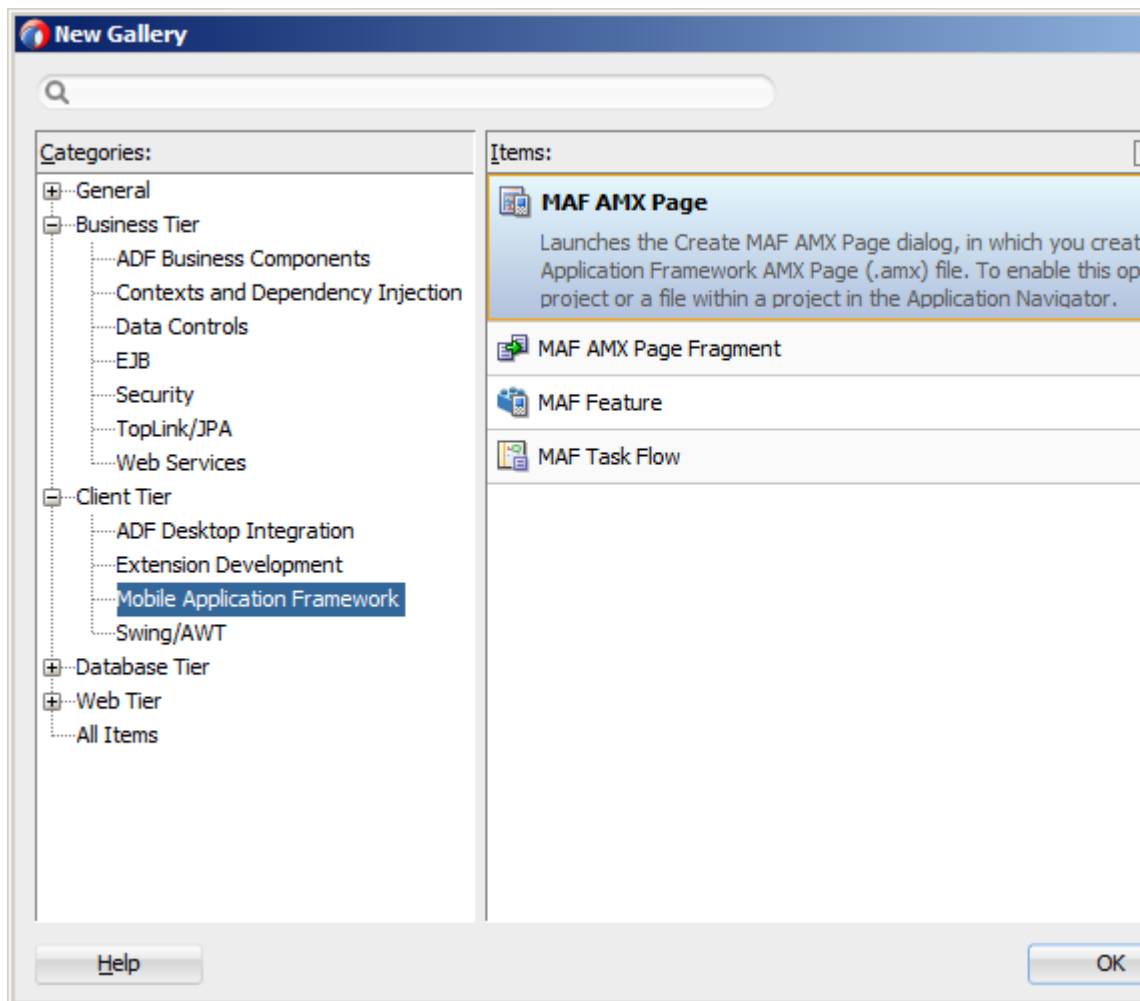 New Gallery
Categories:
General
Business Tier
ADF Business Components
Contexts and Dependency Injection
Data Controls
EJB
Security
TopLink/JPA
Web Services
Client Tier
ADF Desktop Integration
Extension Development
Mobile Application Framework
Swing/AWT
Database Tier
Web Tier
All Items
Items:
MAF AMX Page
Launches the Create MAF AMX Page dialog, in which you creat
Application Framework AMX Page (.amx) file. To enable this op
project or a file within a project in the Application Navigator.
MAF AMX Page Fragment
MAF Feature
MAF Task Flow
Help
OK